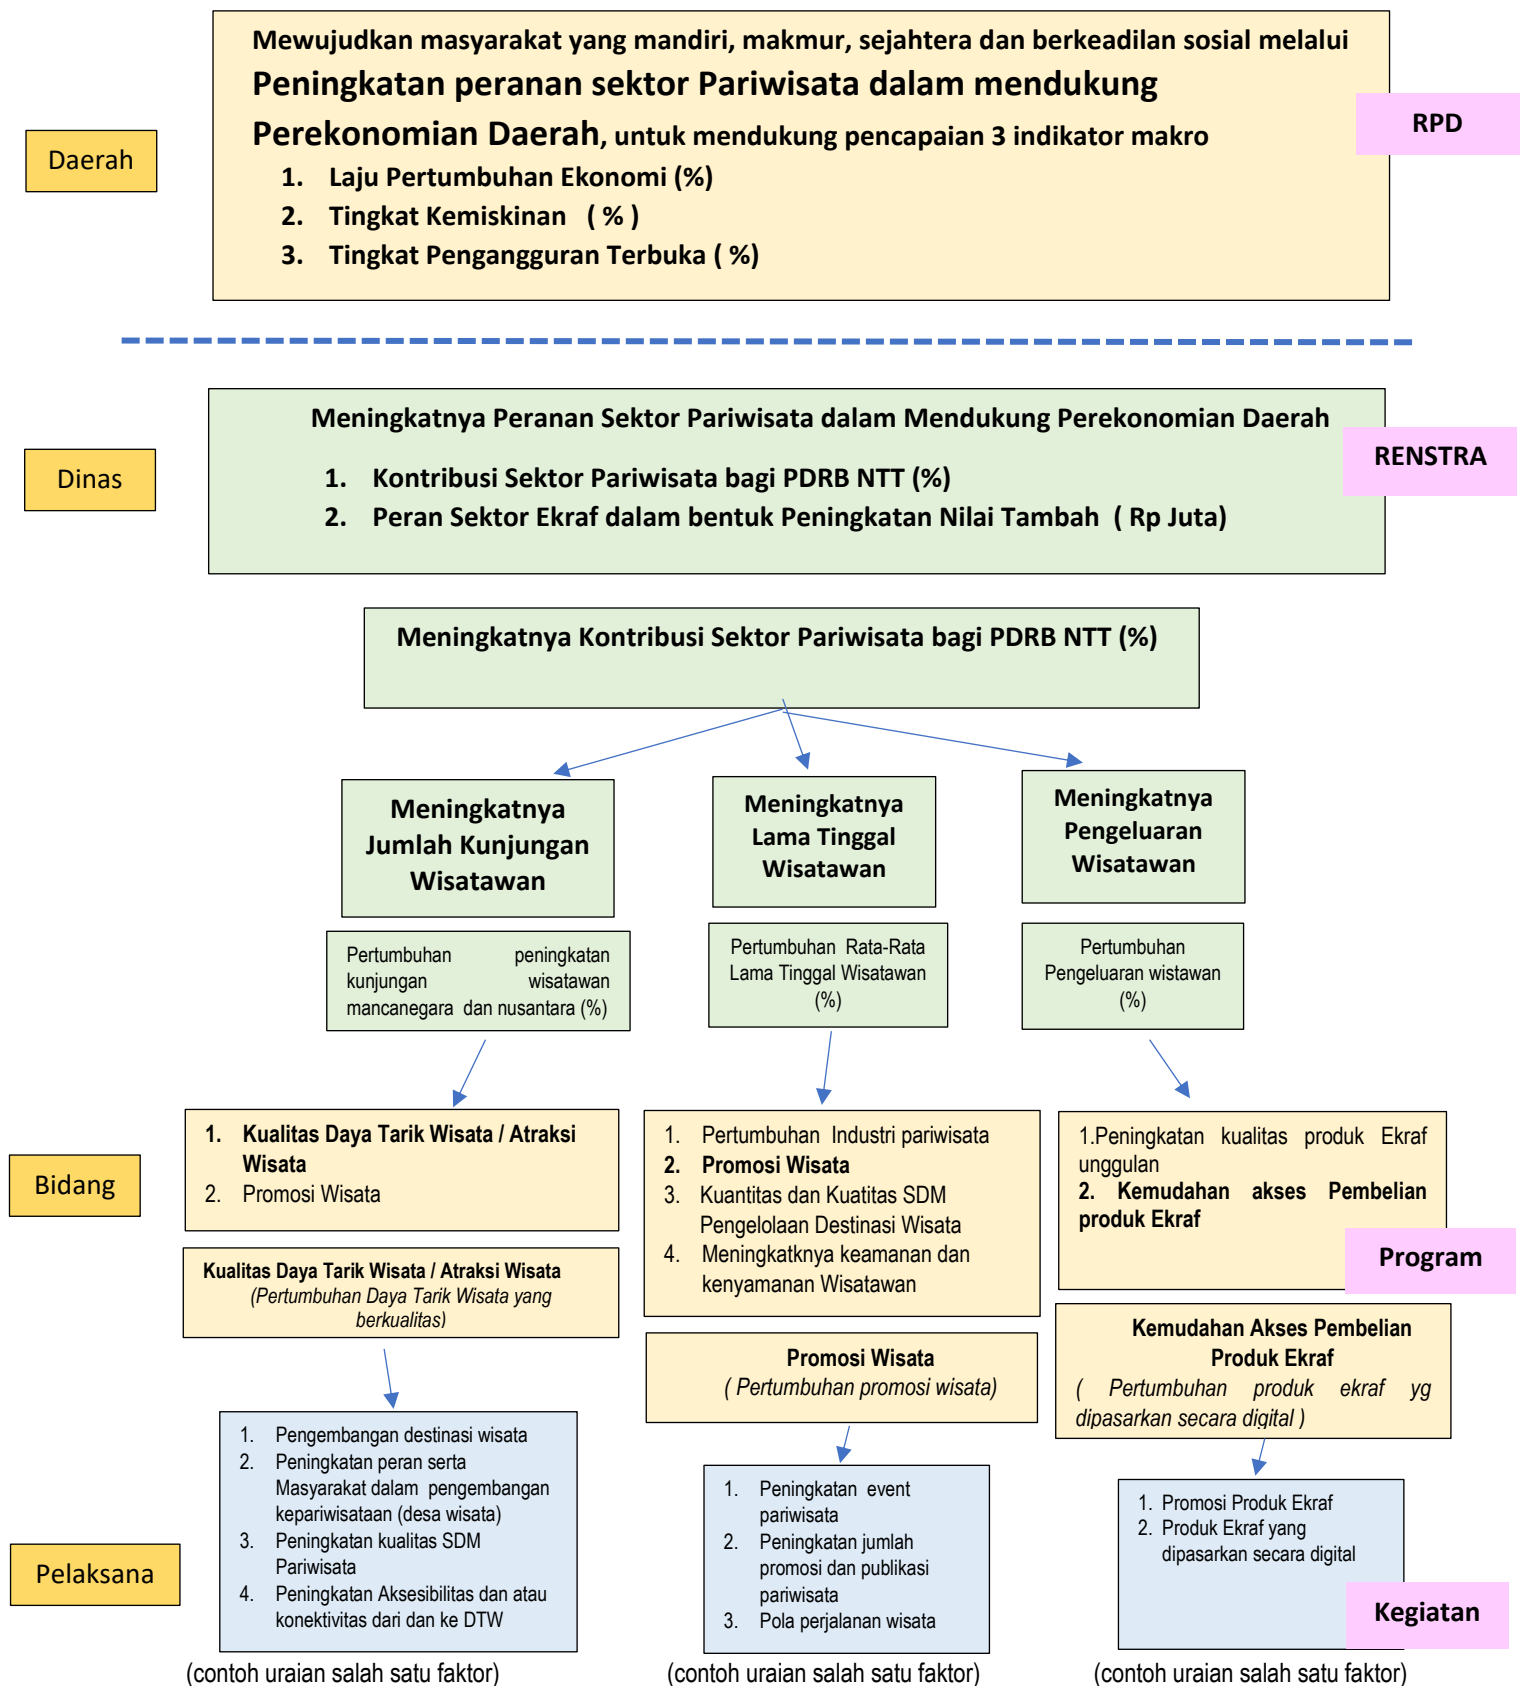 Mewujudkan masyarakat yang mandiri, makmur, sejahtera dan berkeadilan sosial melalui
Peningkatan peranan sektor Pariwisata dalam mendukung
Perekonomian Daerah, untuk mendukung pencapaian 3 indikator makro
1. Laju Pertumbuhan Ekonomi (%)
2. Tingkat Kemiskinan ( % )
3. Tingkat Pengangguran Terbuka ( %)
RPD
Daerah
Meningkatnya Peranan Sektor Pariwisata dalam Mendukung Perekonomian Daerah
1. Kontribusi Sektor Pariwisata bagi PDRB NTT (%)
2. Peran Sektor Ekraf dalam bentuk Peningkatan Nilai Tambah ( Rp Juta)
RENSTRA
Dinas
Meningkatnya Kontribusi Sektor Pariwisata bagi PDRB NTT (%)
Meningkatnya
Jumlah Kunjungan
Wisatawan
Meningkatnya
Lama Tinggal
Wisatawan
Meningkatnya
Pengeluaran
Wisatawan
Pertumbuhan peningkatan
kunjungan wisatawan
mancanegara dan nusantara (%)
Pertumbuhan Rata-Rata
Lama Tinggal Wisatawan
(%)
Pertumbuhan
Pengeluaran wistawan
(%)
Bidang
1. Kualitas Daya Tarik Wisata / Atraksi
Wisata
2. Promosi Wisata
1. Pertumbuhan Industri pariwisata
2. Promosi Wisata
3. Kuantitas dan Kuatitas SDM
Pengelolaan Destinasi Wisata
4. Meningkatknya keamanan dan
kenyamanan Wisatawan
1.Peningkatan kualitas produk Ekraf
unggulan
2. Kemudahan akses Pembelian
produk Ekraf
Program
Kualitas Daya Tarik Wisata / Atraksi Wisata
(Pertumbuhan Daya Tarik Wisata yang
berkualitas)
Promosi Wisata
( Pertumbuhan promosi wisata)
Kemudahan Akses Pembelian
Produk Ekraf
( Pertumbuhan produk ekraf yg
dipasarkan secara digital )
Pelaksana
1. Pengembangan destinasi wisata
2. Peningkatan peran serta
Masyarakat dalam pengembangan
kepariwisataan (desa wisata)
3. Peningkatan kualitas SDM
Pariwisata
4. Peningkatan Aksesibilitas dan atau
konektivitas dari dan ke DTW
1. Peningkatan event
pariwisata
2. Peningkatan jumlah
promosi dan publikasi
pariwisata
3. Pola perjalanan wisata
1. Promosi Produk Ekraf
2. Produk Ekraf yang
dipasarkan secara digital
Kegiatan
(contoh uraian salah satu faktor)
(contoh uraian salah satu faktor)
(contoh uraian salah satu faktor)